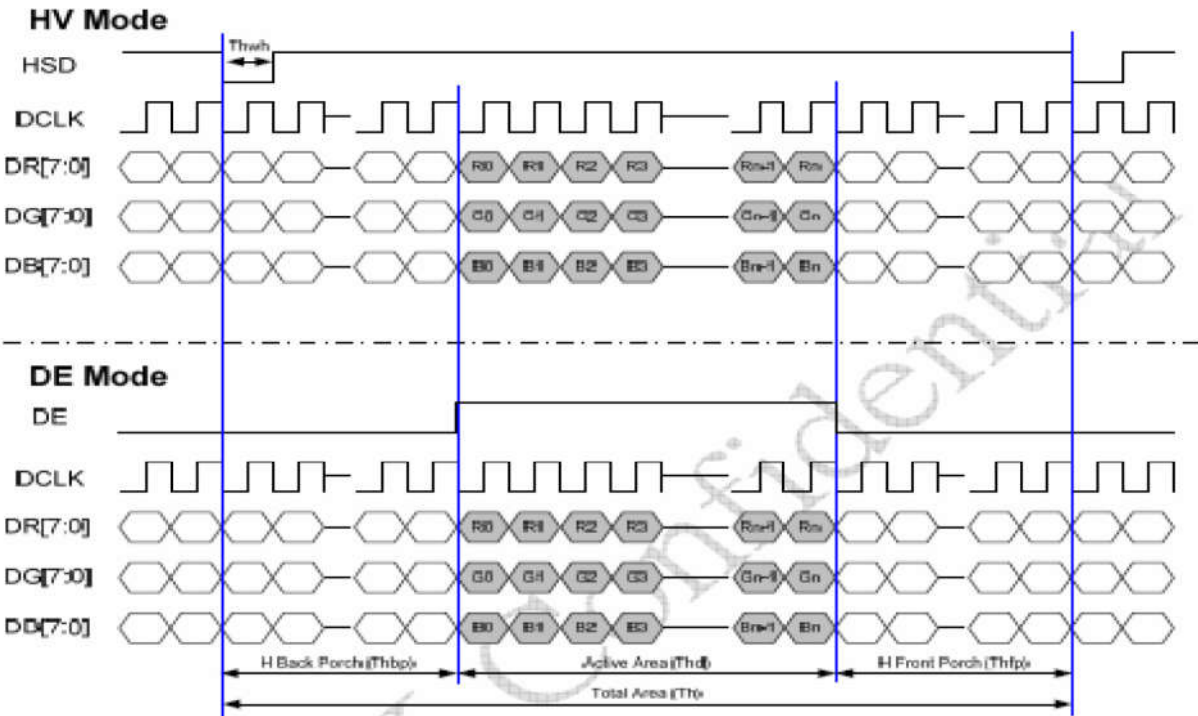 HV Mode
Thwh
HSD
DCLK
DR[7:0] R0 R1 R2 R3 Rn-1 Rn
DG[7:0] G0 G1 G2 G3 Gn-1 Gn
DB[7:0] B0 B1 B2 B3 Bn-1 Bn
DE Mode
DE
DCLK
DR[7:0] R0 R1 R2 R3 Rn-1 Rn
DG[7:0] G0 G1 G2 G3 Gn-1 Gn
DB[7:0] B0 B1 B2 B3 Bn-1 Bn
H Back Porch (Thbp) Active Area (Thd) H Front Porch (Thfp)
Total Area (Th)
Confidential